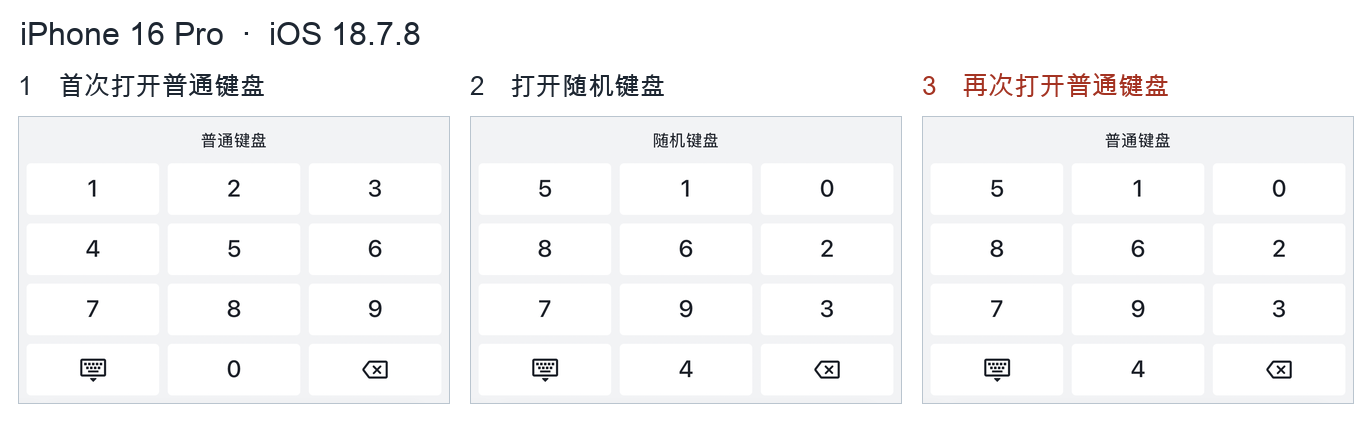 iPhone 16 Pro · iOS 18.7.8
1 首次打开普通键盘
2 打开随机键盘
3 再次打开普通键盘
普通键盘
1 2 3
4 5 6
7 8 9
0
随机键盘
5 1 0
8 6 2
7 9 3
4
普通键盘
5 1 0
8 6 2
7 9 3
4